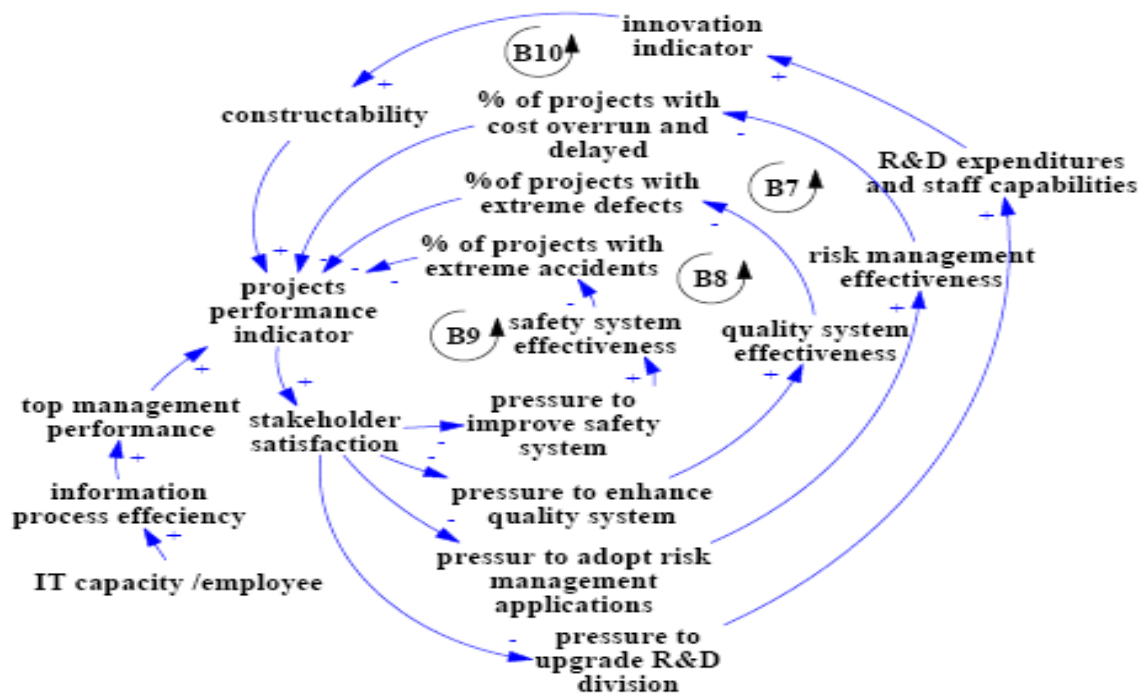 innovation
indicator
B10
+
+
constructability
% of projects with
cost overrun and
delayed
-
R&D expenditures
and staff capabilities
+
B7
%of projects with
extreme defects
-
% of projects with
extreme accidents
+
-
-
-
risk management
effectiveness
+
B8
projects
performance
indicator
-
safety system
effectiveness
B9
quality system
effectiveness
+
+
+
+
top management
performance
+
stakeholder
satisfaction
-
-
-
pressure to
improve safety
system
information
process effeciency
+
pressure to enhance
quality system
IT capacity /employee
pressur to adopt risk
management
applications
-
pressure to
upgrade R&D
division